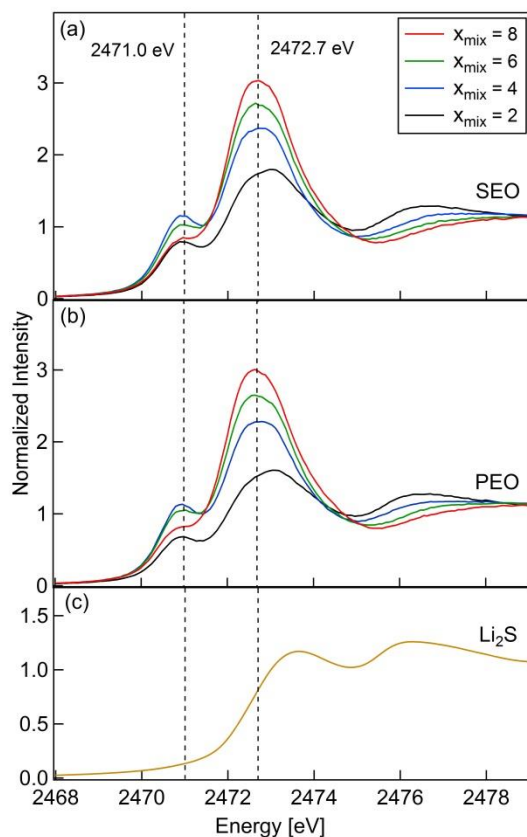 (a)
2471.0 eV
2472.7 eV
x_mix = 8
x_mix = 6
x_mix = 4
x_mix = 2
SEO
3
2
1
0
(b)
PEO
3
2
1
0
Normalized Intensity
(c)
Li₂S
1.5
1.0
0.5
0.0
2468 2470 2472 2474 2476 2478
Energy [eV]